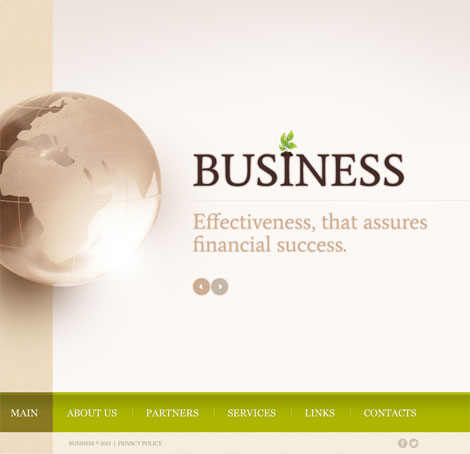 BUSINESS
Effectiveness, that assures
financial success.
MAIN ABOUT US PARTNERS SERVICES LINKS CONTACTS
BUSINESS © 2012 | PRIVACY POLICY